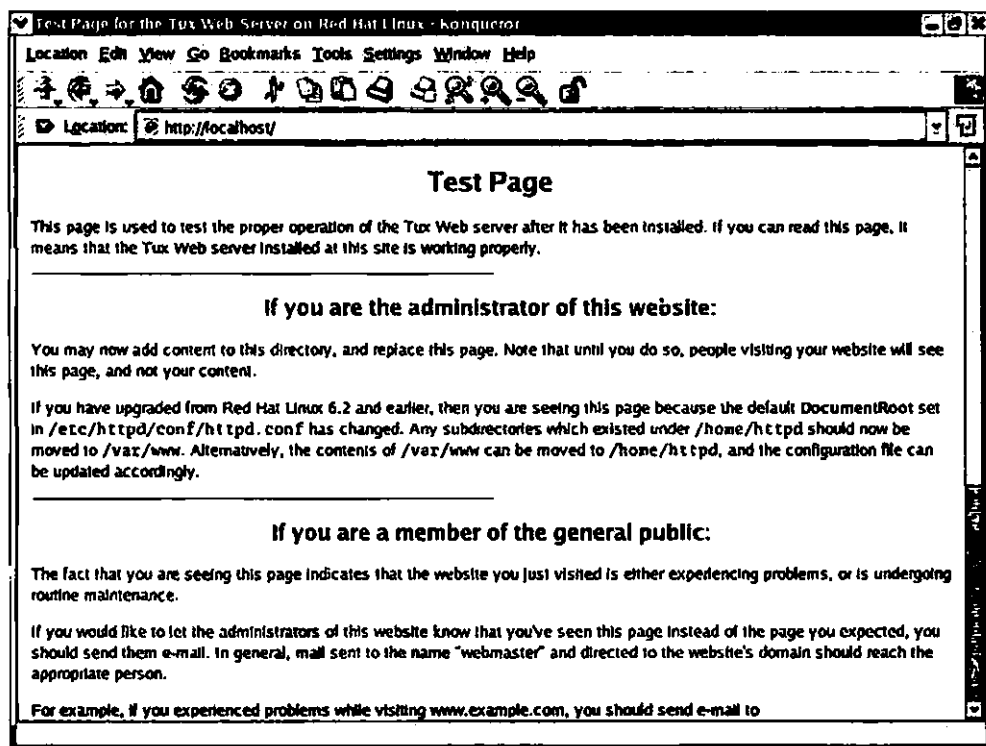 Test Page for the Tux Web Server on Red Hat Linux - Konqueror
Location Edit View Go Bookmarks Tools Settings Window Help
Location: http://localhost/
Test Page
This page is used to test the proper operation of the Tux Web server after it has been installed. If you can read this page, it
means that the Tux Web server installed at this site is working properly.
If you are the administrator of this website:
You may now add content to this directory, and replace this page. Note that until you do so, people visiting your website will see
this page, and not your content.
If you have upgraded from Red Hat Linux 6.2 and earlier, then you are seeing this page because the default DocumentRoot set
in /etc/httpd/conf/httpd.conf has changed. Any subdirectories which existed under /home/httpd should now be
moved to /var/www. Alternatively, the contents of /var/www can be moved to /home/httpd, and the configuration file can
be updated accordingly.
If you are a member of the general public:
The fact that you are seeing this page indicates that the website you just visited is either experiencing problems, or is undergoing
routine maintenance.
If you would like to let the administrators of this website know that you've seen this page instead of the page you expected, you
should send them e-mail. In general, mail sent to the name "webmaster" and directed to the website's domain should reach the
appropriate person.
For example, if you experienced problems while visiting www.example.com, you should send e-mail to